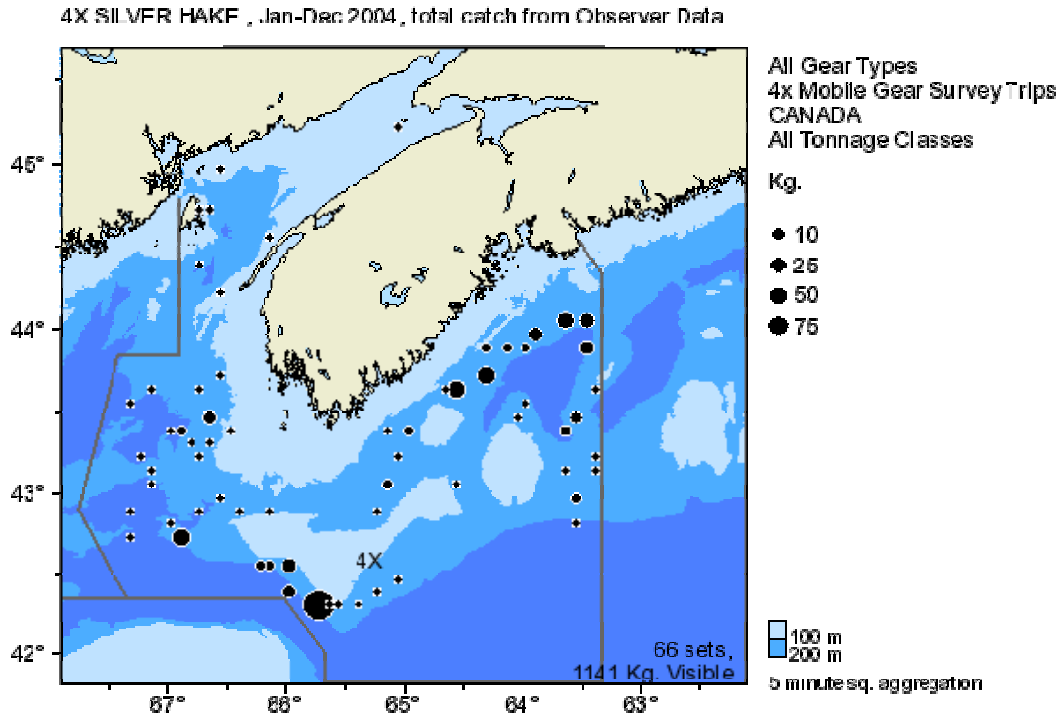 4X SILVER HAKE , Jan-Dec 2004, total catch from Observer Data
All Gear Types
4x Mobile Gear Survey Trips
CANADA
All Tonnage Classes
Kg.
10
25
50
75
45°
44°
43°
42°
4X
66 sets,
1141 Kg. Visible
100 m
200 m
5 minute sq. aggregation
67° 66° 65° 64° 63°